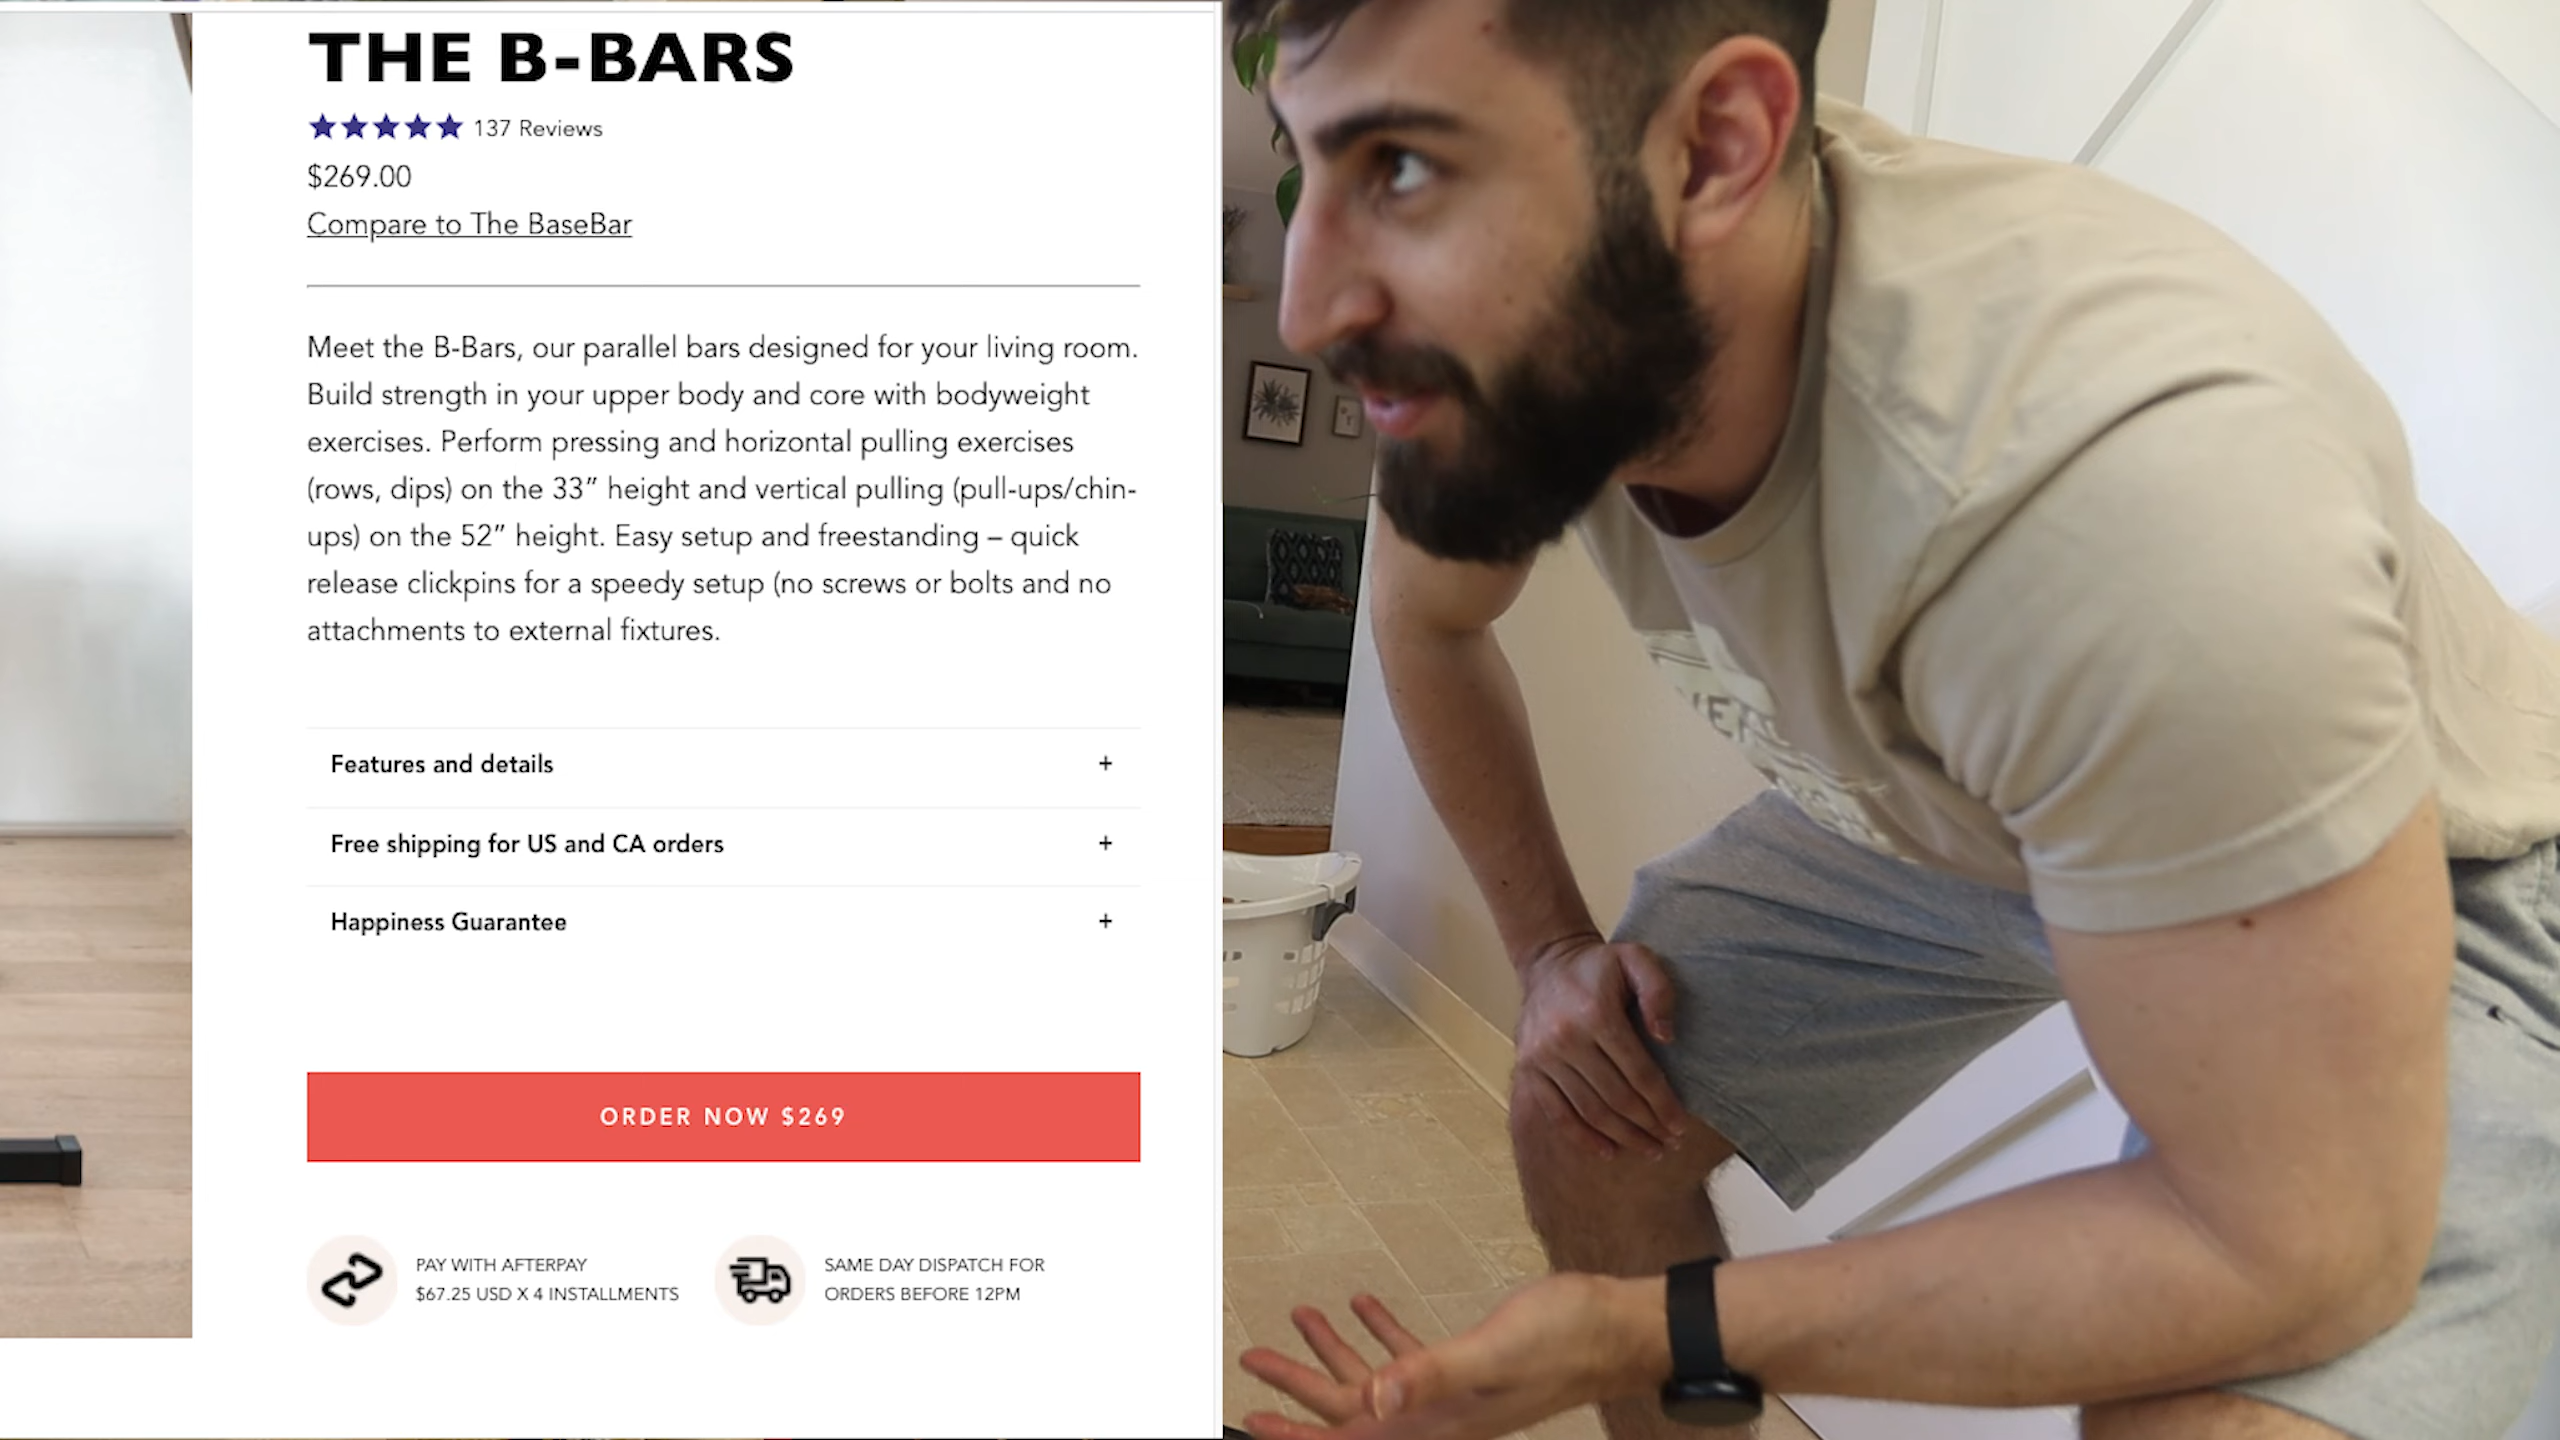 THE B-BARS
137 Reviews
$269.00
Compare to The BaseBar
Meet the B-Bars, our parallel bars designed for your living room.
Build strength in your upper body and core with bodyweight
exercises. Perform pressing and horizontal pulling exercises
(rows, dips) on the 33” height and vertical pulling (pull-ups/chin-
ups) on the 52” height. Easy setup and freestanding – quick
release clickpins for a speedy setup (no screws or bolts and no
attachments to external fixtures.
Features and details +
Free shipping for US and CA orders +
Happiness Guarantee +
ORDER NOW $269
PAY WITH AFTERPAY
$67.25 USD X 4 INSTALLMENTS
SAME DAY DISPATCH FOR
ORDERS BEFORE 12PM